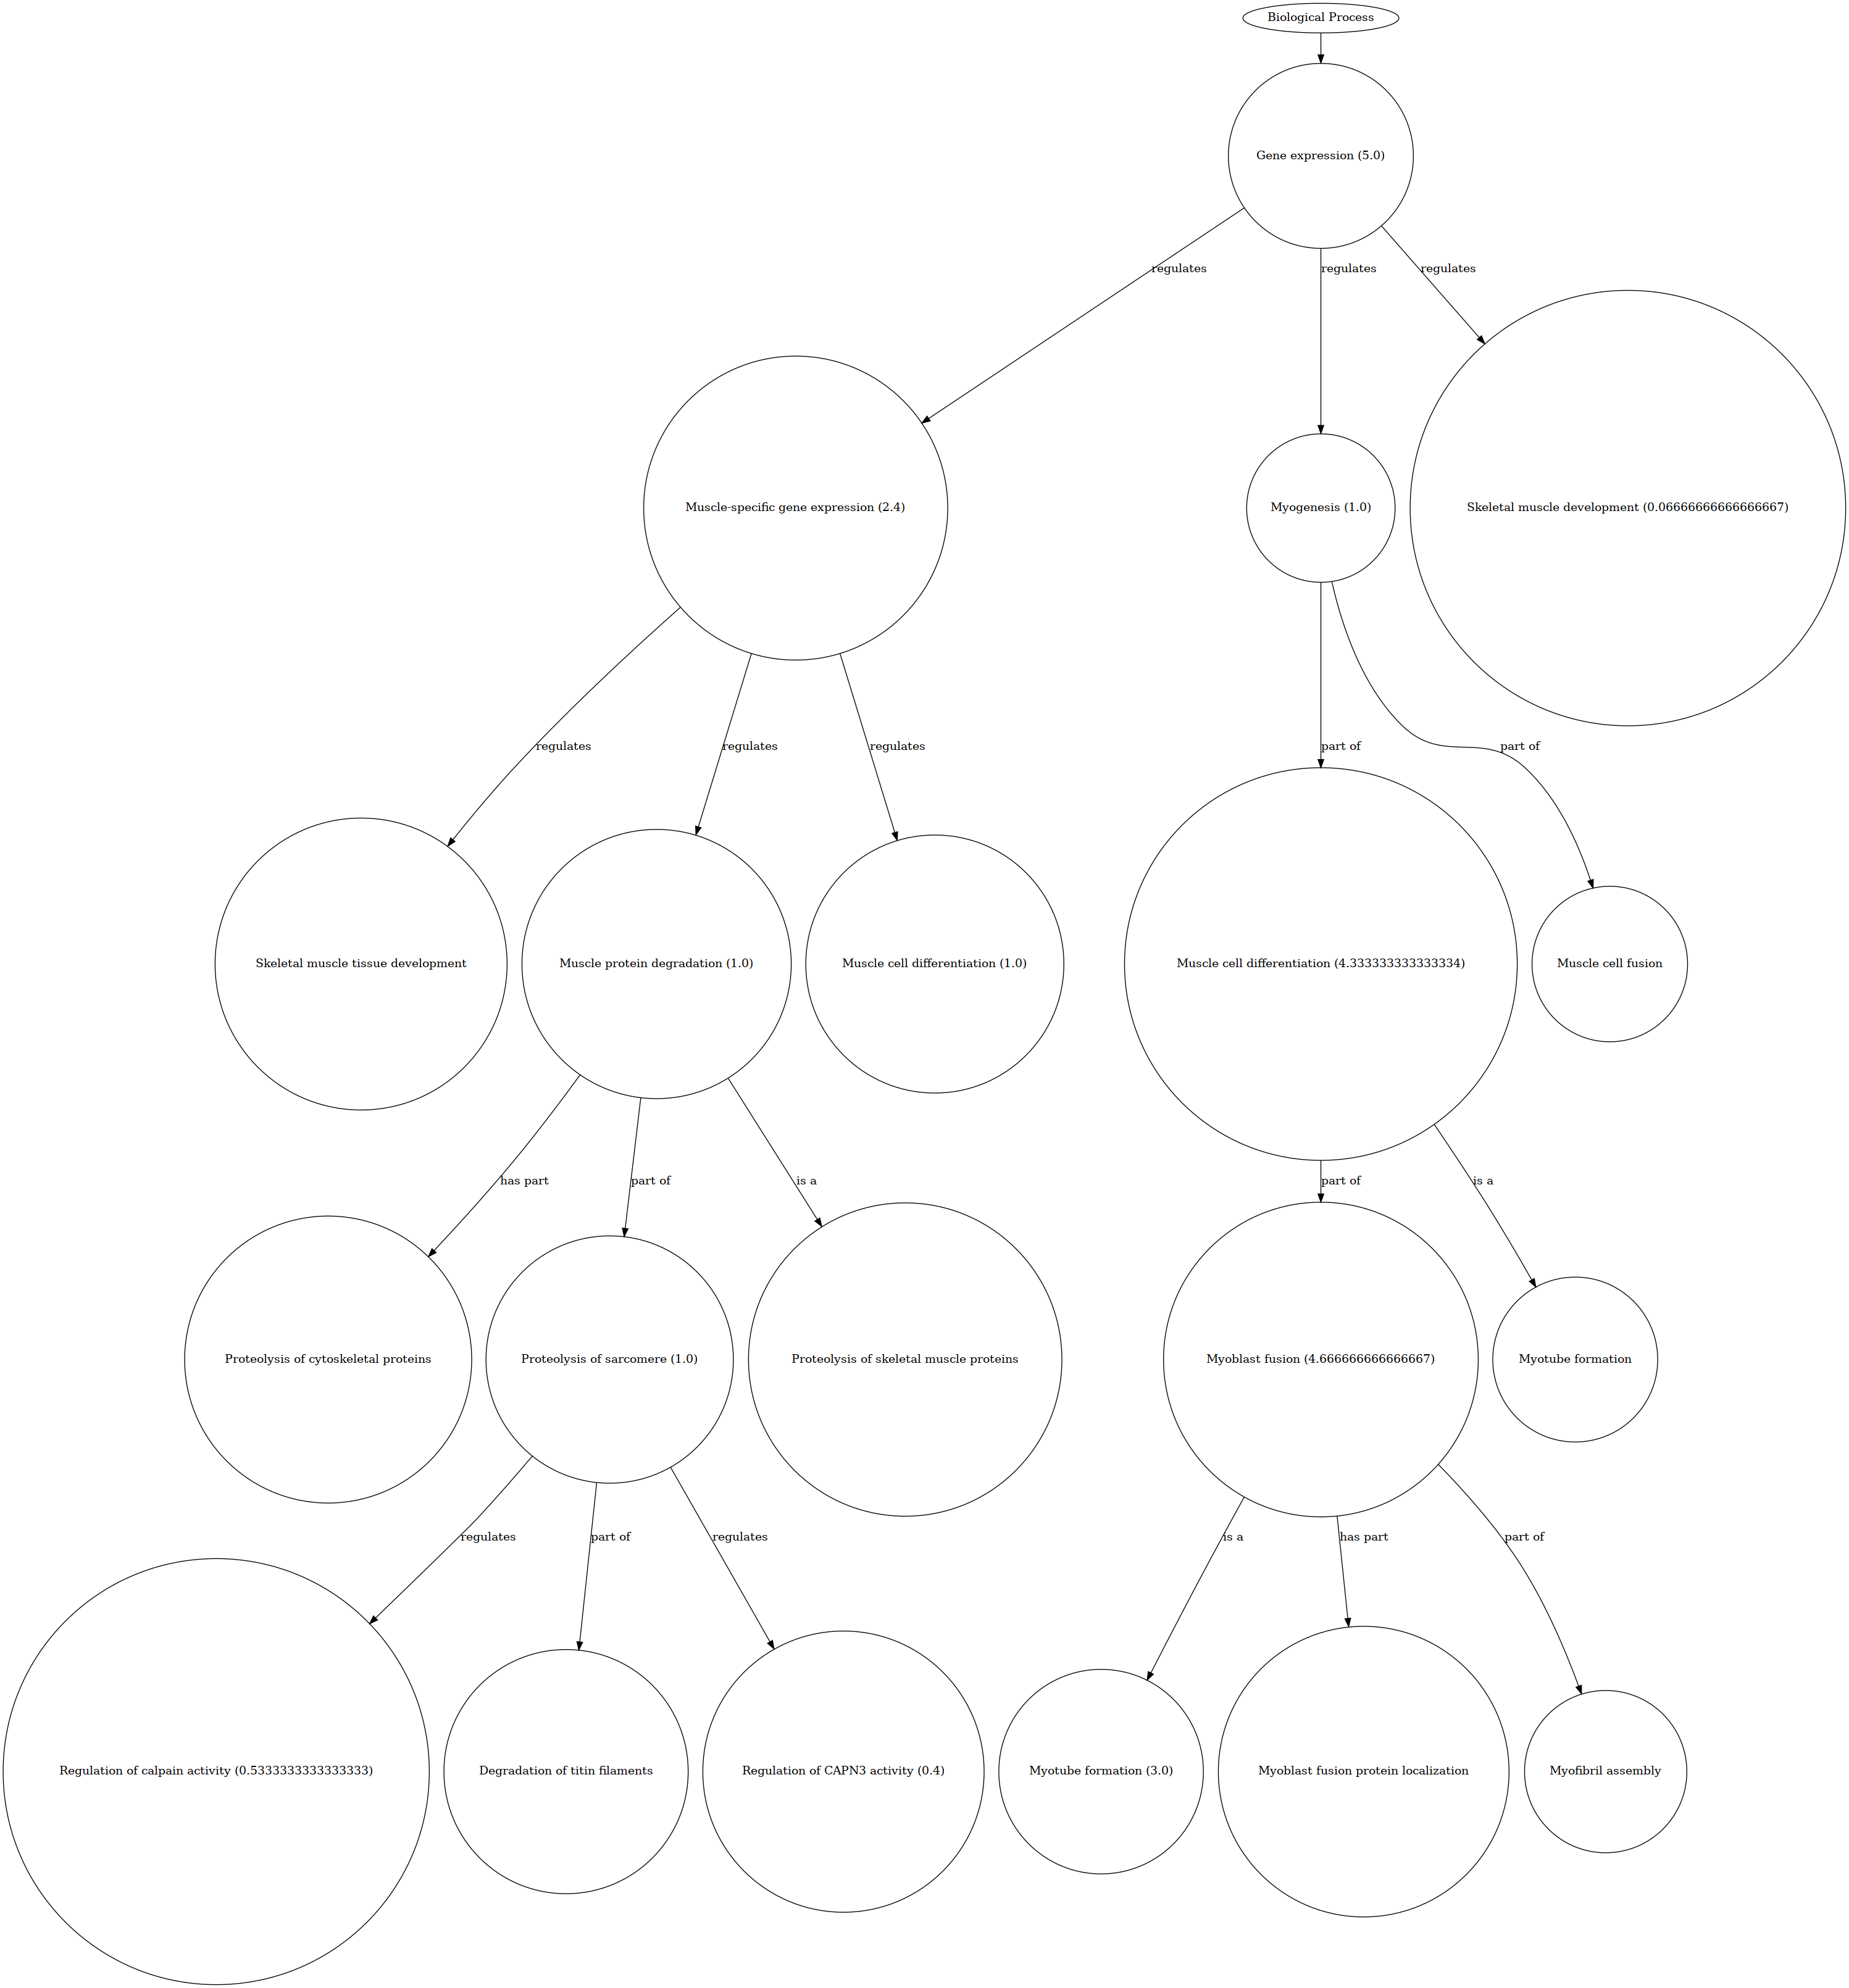 Biological Process
Gene expression (5.0)
regulates
regulates
regulates
Muscle-specific gene expression (2.4)
Myogenesis (1.0)
Skeletal muscle development (0.06666666666666667)
regulates
regulates
regulates
part of
part of
Skeletal muscle tissue development
Muscle protein degradation (1.0)
Muscle cell differentiation (1.0)
Muscle cell differentiation (4.333333333333334)
Muscle cell fusion
has part
part of
is a
part of
is a
Proteolysis of cytoskeletal proteins
Proteolysis of sarcomere (1.0)
Proteolysis of skeletal muscle proteins
Myoblast fusion (4.666666666666667)
Myotube formation
regulates
part of
regulates
is a
has part
part of
Regulation of calpain activity (0.5333333333333333)
Degradation of titin filaments
Regulation of CAPN3 activity (0.4)
Myotube formation (3.0)
Myoblast fusion protein localization
Myofibril assembly